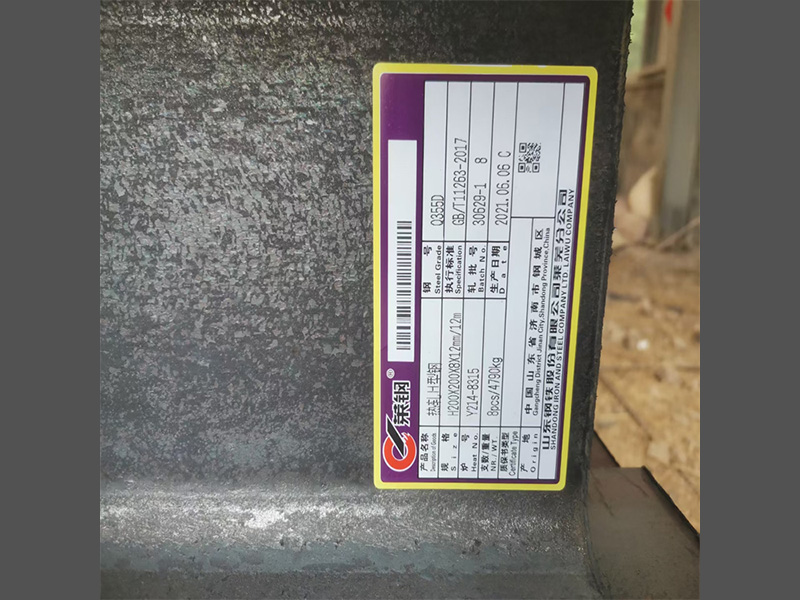 莱钢®
产品名称 热轧H型钢 钢 号 Q355D
Description of Goods Steel Grade
规 格 H200X200X8X12mm/12m 执行标准 GB/T11263-2017
Size Specification
炉 号 Y214-8315 轧批号 30629-1 8
Heat No. Batch No.
支数/重量 8pcs/4790kg 生产日期 2021.06.06 C
NR./WT. Date
质保书类型
Certificate Type
产 地 中国山东省济南市钢城区
Origin Gangcheng District Jinan City,Shandong Province,China
山东钢铁股份有限公司莱芜分公司
SHANDONG IRON AND STEEL COMPANY LTD. LAIWU COMPANY